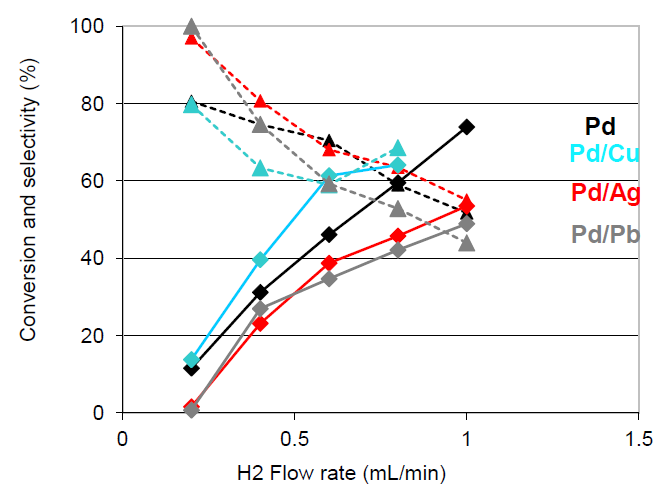 Conversion and selectivity (%)
100
80
60
40
20
0
0
0.5
1
1.5
H2 Flow rate (mL/min)
Pd
Pd/Cu
Pd/Ag
Pd/Pb